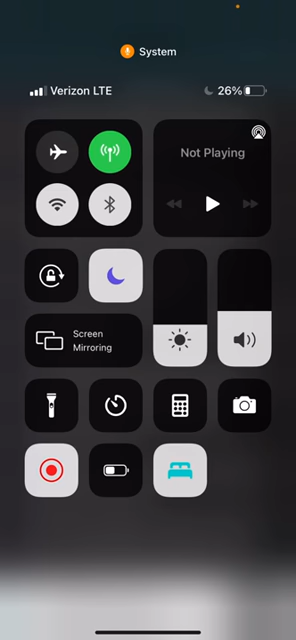 System
Verizon LTE
26%
Not Playing
Screen
Mirroring